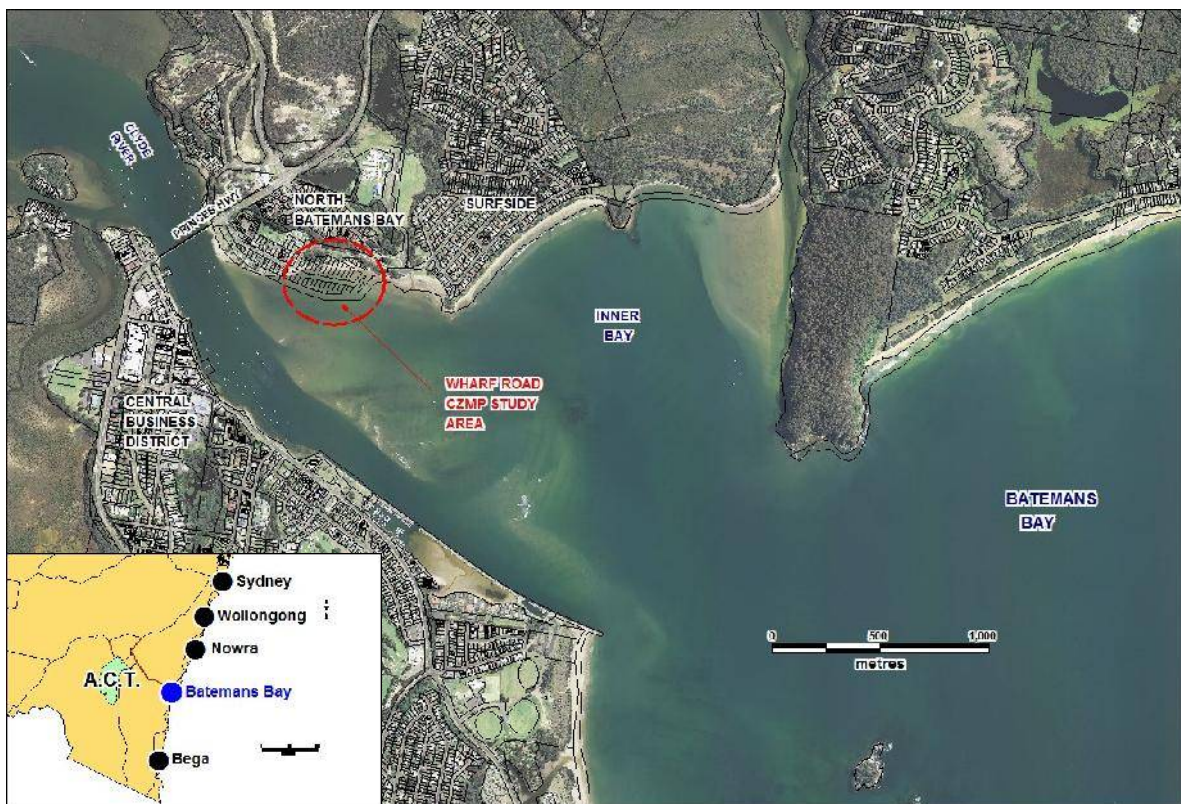 CLYDE
RIVER
PRINCES HWY
NORTH
BATEMANS BAY
SURFSIDE
INNER
BAY
WHARF ROAD
CZMP STUDY
AREA
CENTRAL
BUSINESS
DISTRICT
BATEMANS
BAY
0 500 1,000
metres
Sydney
Wollongong
Nowra
A.C.T.
Batemans Bay
Bega